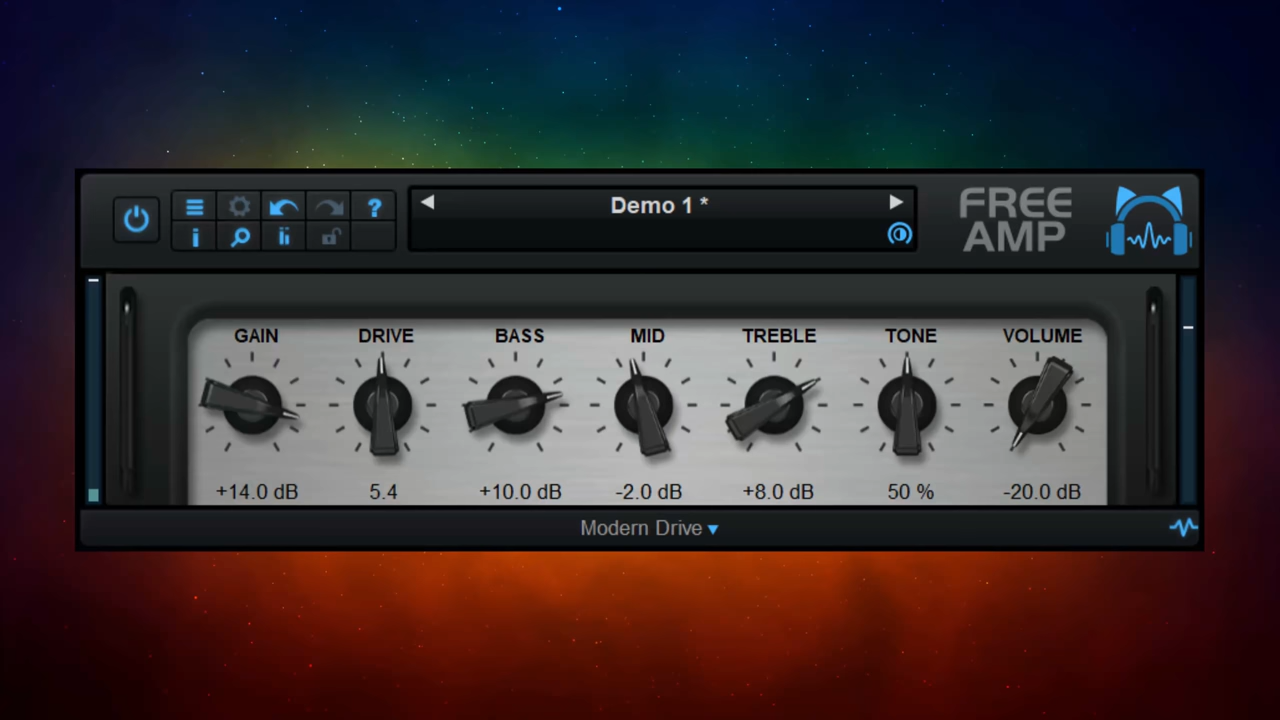 ?
Demo 1 *
FREE
AMP
GAIN DRIVE BASS MID TREBLE TONE VOLUME
+14.0 dB 5.4 +10.0 dB -2.0 dB +8.0 dB 50 % -20.0 dB
Modern Drive